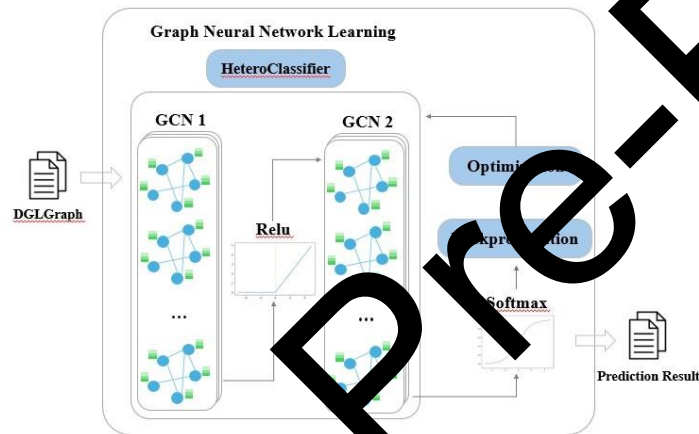 Graph Neural Network Learning
HeteroClassifier
GCN 1
GCN 2
DGLGraph
Relu
Softmax
Prediction Result
...
...
Pre-